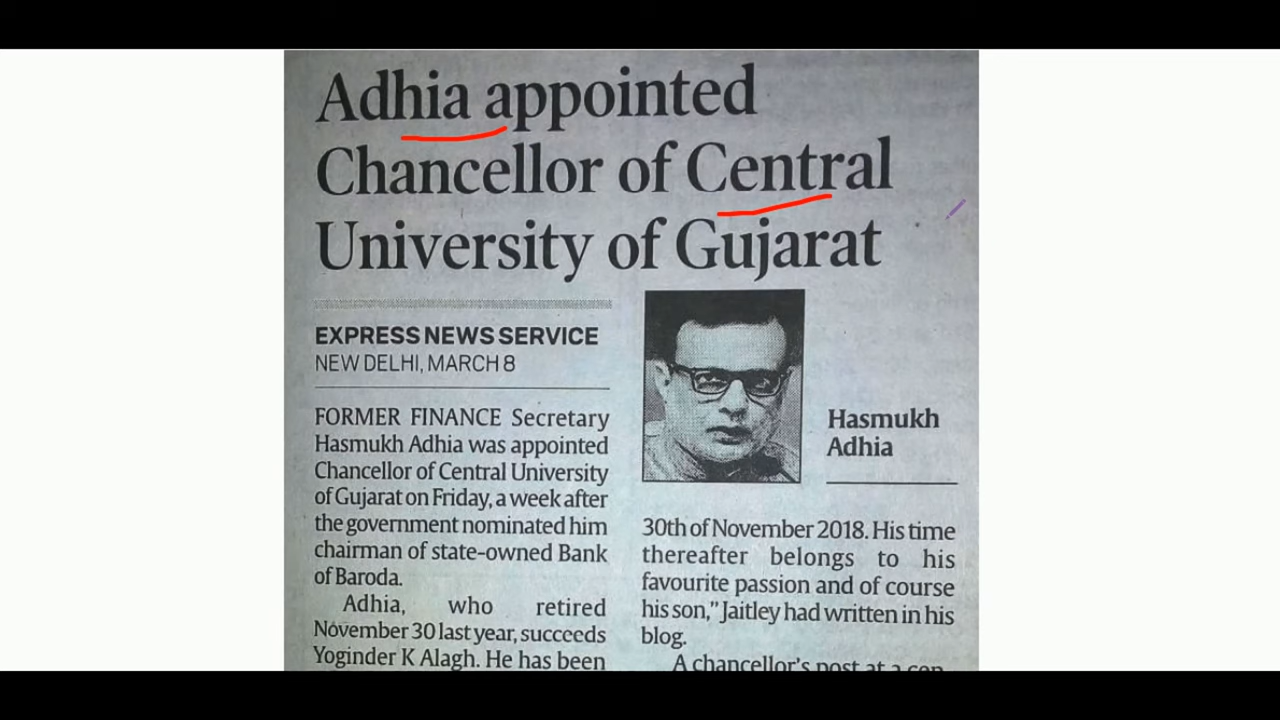 Adhia appointed
Chancellor of Central
University of Gujarat
EXPRESS NEWS SERVICE
NEW DELHI, MARCH 8
FORMER FINANCE Secretary
Hasmukh Adhia was appointed
Chancellor of Central University
of Gujarat on Friday, a week after
the government nominated him
chairman of state-owned Bank
of Baroda.
Adhia, who retired
November 30 last year, succeeds
Yoginder K Alagh. He has been
Hasmukh
Adhia
30th of November 2018. His time
thereafter belongs to his
favourite passion and of course
his son," Jaitley had written in his
blog.
A chancellor's post at a cen-